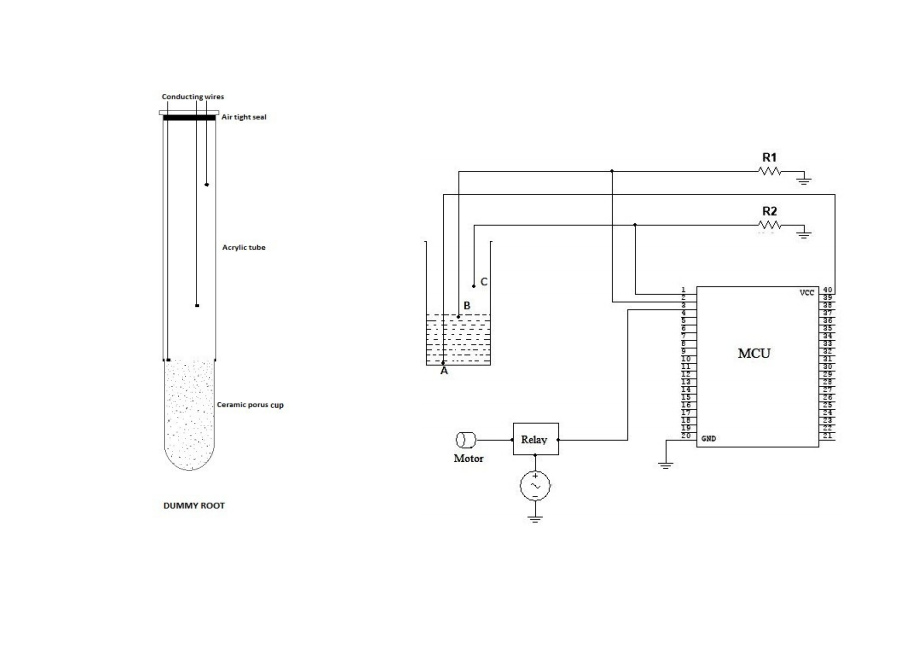 Conducting wires
Air tight seal
Acrylic tube
Ceramic porus cup
DUMMY ROOT
R1
R2
C
B
A
1
2
3
4
5
6
7
8
9
10
11
12
13
14
15
16
17
18
19
20
VCC
MCU
GND
40
39
38
37
36
35
34
33
32
31
30
29
28
27
26
25
24
23
22
21
Relay
Motor
+
~
−